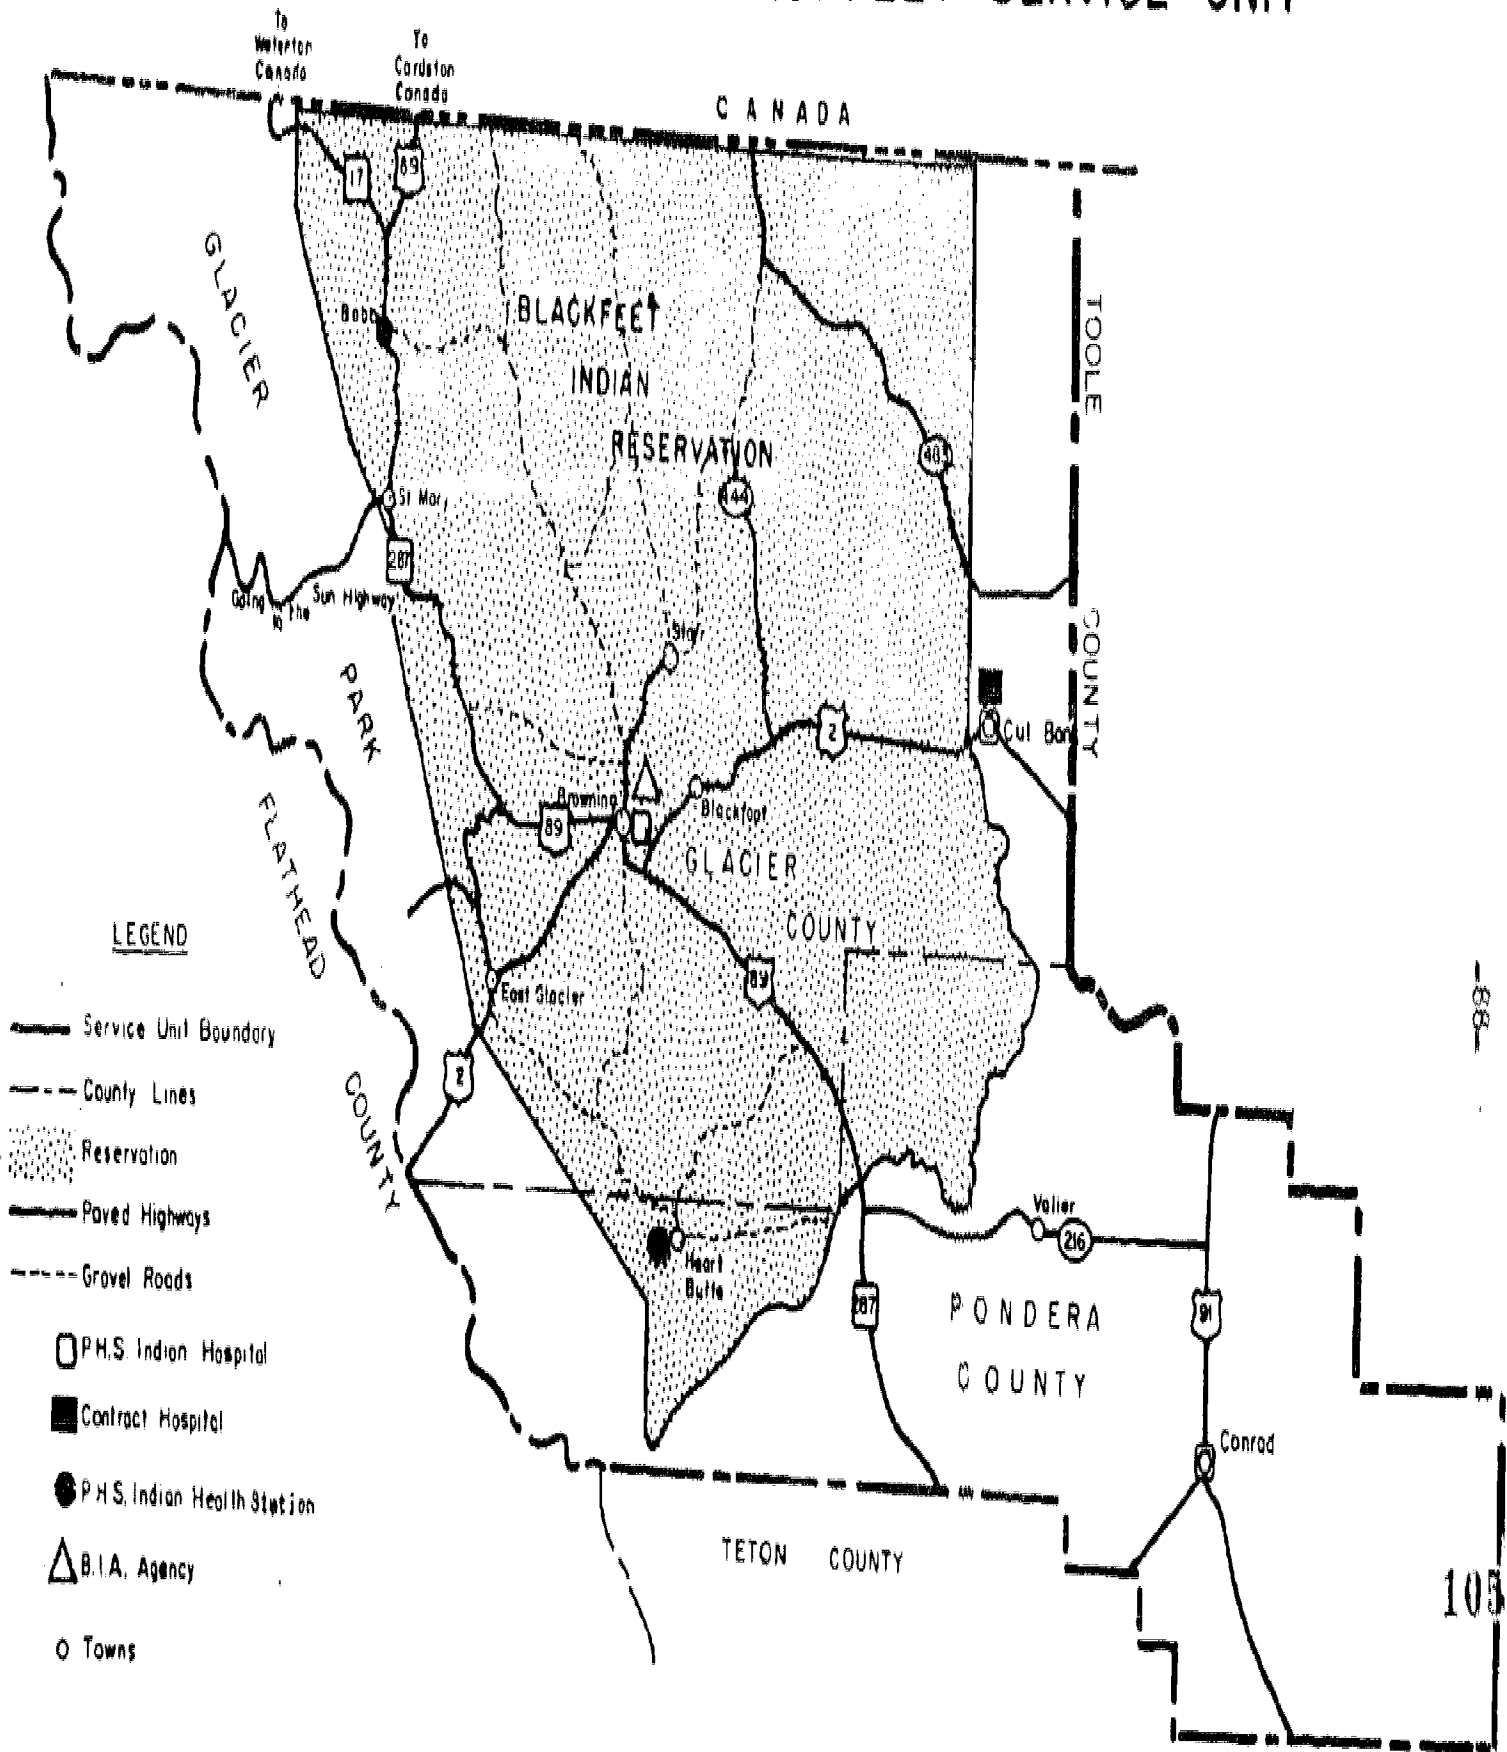 SERVICE UNIT
To
Waterton
Canada
To
Cardston
Canada
CANADA
17
89
GLACIER
PARK
Babb
BLACKFEET
INDIAN
RESERVATION
TOOLE
COUNTY
St Mary
287
Going
to the
Sun Highway
444
Starr
2
Cut Bank
Browning
89
Blackfoot
GLACIER
COUNTY
FLATHEAD
COUNTY
East Glacier
2
89
-88-
LEGEND
Service Unit Boundary
County Lines
Reservation
Paved Highways
Gravel Roads
P.H.S. Indian Hospital
Contract Hospital
P.H.S. Indian Health Station
B.I.A. Agency
Towns
Heart
Butte
Valier
216
287
PONDERA
COUNTY
91
Conrad
TETON COUNTY
105